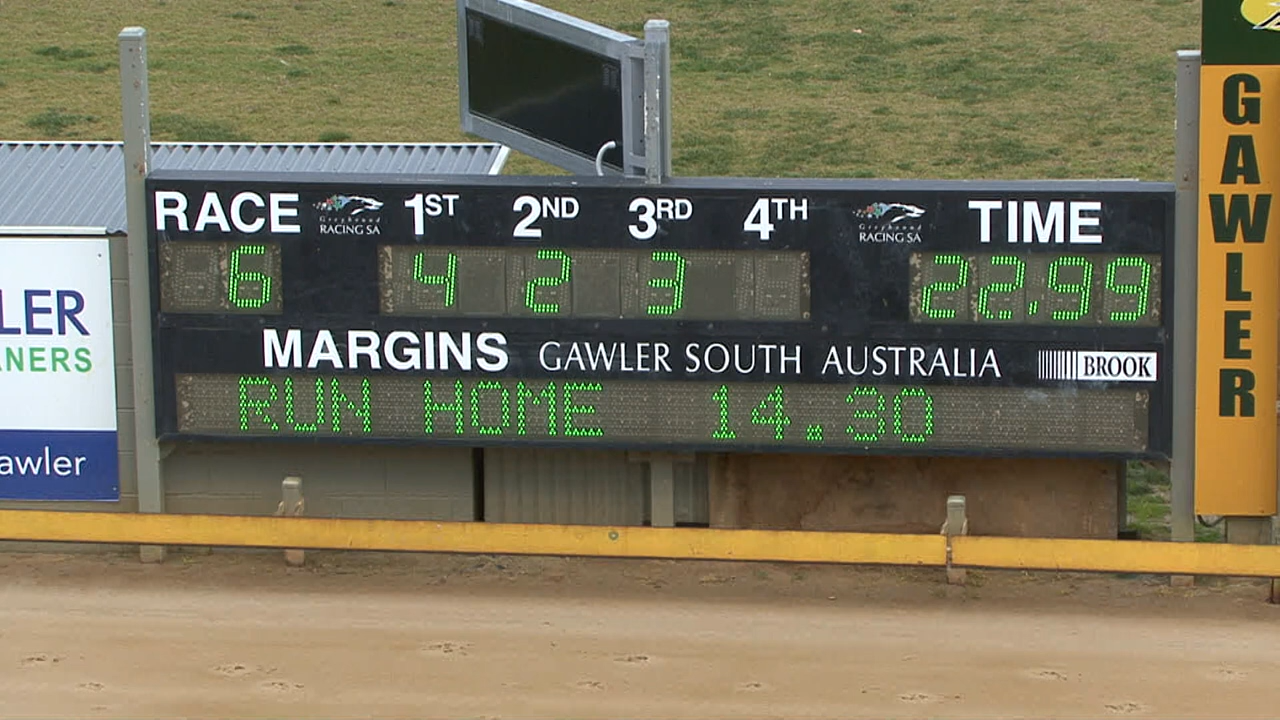 RACE Greyhound RACING SA 1ST 2ND 3RD 4TH Greyhound RACING SA TIME
6 4 2 3 22.99
MARGINS GAWLER SOUTH AUSTRALIA BROOK
RUN HOME 14.30
LER
NERS
awler
GAWLER